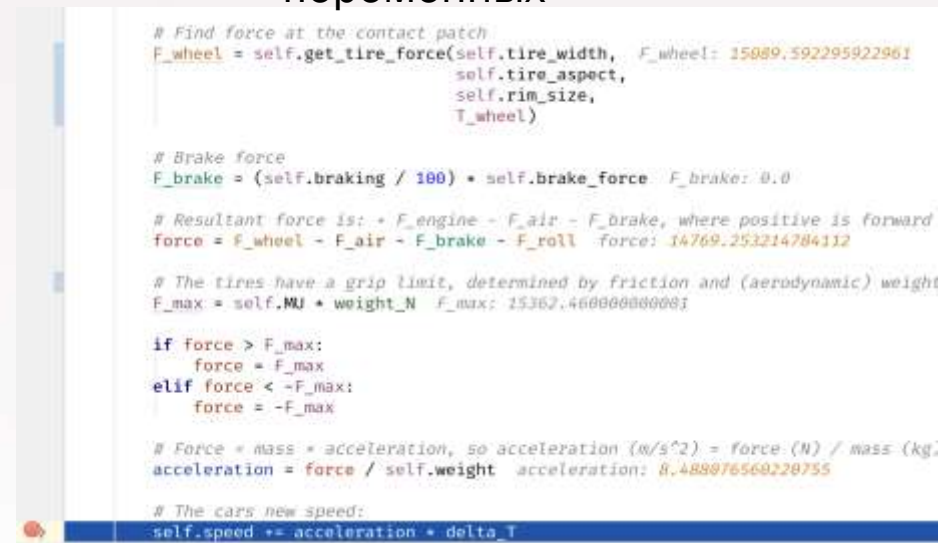 переменных
# Find force at the contact patch
F_wheel = self.get_tire_force(self.tire_width,  F_wheel: 15089.592295922961
self.tire_aspect,
self.rim_size,
T_wheel)
# Brake force
F_brake = (self.braking / 100) * self.brake_force  F_brake: 0.0
# Resultant force is: + F_engine - F_air - F_brake, where positive is forward
force = F_wheel - F_air - F_brake - F_roll  force: 14769.253214784112
# The tires have a grip limit, determined by friction and (aerodynamic) weight
F_max = self.MU * weight_N  F_max: 15362.460000000001
if force > F_max:
force = F_max
elif force < -F_max:
force = -F_max
# Force = mass * acceleration, so acceleration (m/s^2) = force (N) / mass (kg)
acceleration = force / self.weight  acceleration: 8.488076560220755
# The cars new speed:
self.speed += acceleration * delta_T